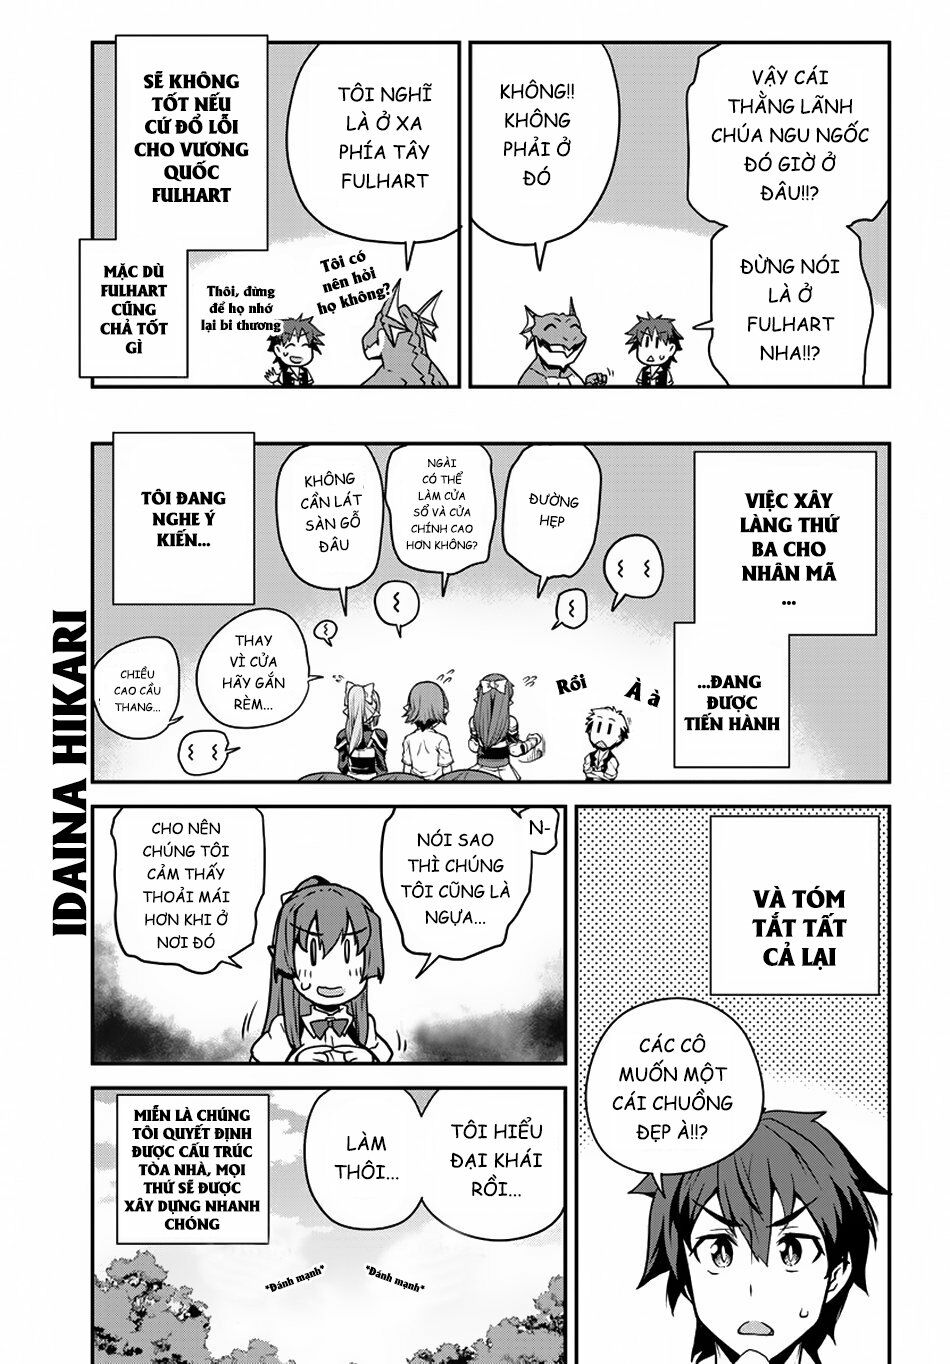 VẬY CÁI
THẰNG LÃNH
CHÚA NGU NGỐC
ĐÓ GIỜ Ở
ĐÂU!!?
ĐỪNG NÓI
LÀ Ở
FULHART
NHA!!?
KHÔNG!!
KHÔNG
PHẢI Ở
ĐÓ
TÔI NGHĨ
LÀ Ở XA
PHÍA TÂY
FULHART
Tôi có
nên hỏi
họ không?
Thôi, đừng
để họ nhớ
lại bi thương
SẼ KHÔNG
TỐT NẾU
CỨ ĐỔ LỖI
CHO VƯƠNG
QUỐC
FULHART
MẶC DÙ
FULHART
CŨNG
CHẢ TỐT
GÌ
VIỆC XÂY
LÀNG THỨ
BA CHO
NHÂN MÃ
...
...ĐANG
ĐƯỢC
TIẾN HÀNH
À à
Rồi
ĐƯỜNG
HẸP
NGÀI
CÓ THỂ
LÀM CỬA
SỔ VÀ CỬA
CHÍNH CAO
HƠN KHÔNG?
KHÔNG
CẦN LÁT
SÀN GỖ
ĐÂU
THAY
VÌ CỬA
HÃY GẮN
RÈM...
CHIỀU
CAO CẦU
THANG...
TÔI ĐANG
NGHE Ý
KIẾN...
IDAINA HIKARI
VÀ TÓM
TẮT TẤT
CẢ LẠI
CÁC CÔ
MUỐN MỘT
CÁI CHUỒNG
ĐẸP À!!?
N-
NÓI SAO
THÌ CHÚNG
TÔI CŨNG LÀ
NGỰA...
CHO NÊN
CHÚNG TÔI
CẢM THẤY
THOẢI MÁI
HƠN KHI Ở
NƠI ĐÓ
TÔI HIỂU
ĐẠI KHÁI
RỒI...
LÀM
THÔI...
MIỄN LÀ CHÚNG
TÔI QUYẾT ĐỊNH
ĐƯỢC CẤU TRÚC
TÒA NHÀ, MỌI
THỨ SẼ ĐƯỢC
XÂY DỰNG NHANH
CHÓNG
*Đánh mạnh*
*Đánh mạnh*